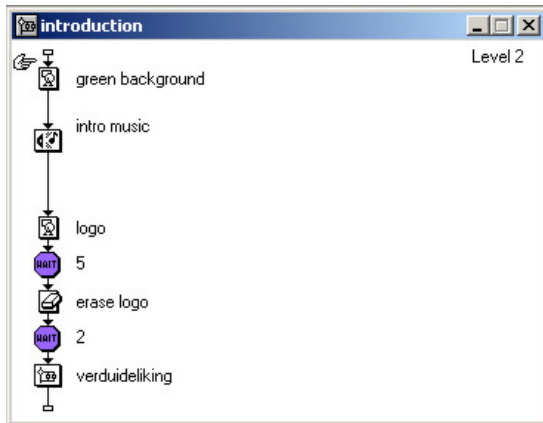 introduction
Level 2
green background
intro music
logo
WAIT 5
erase logo
WAIT 2
verduideliking